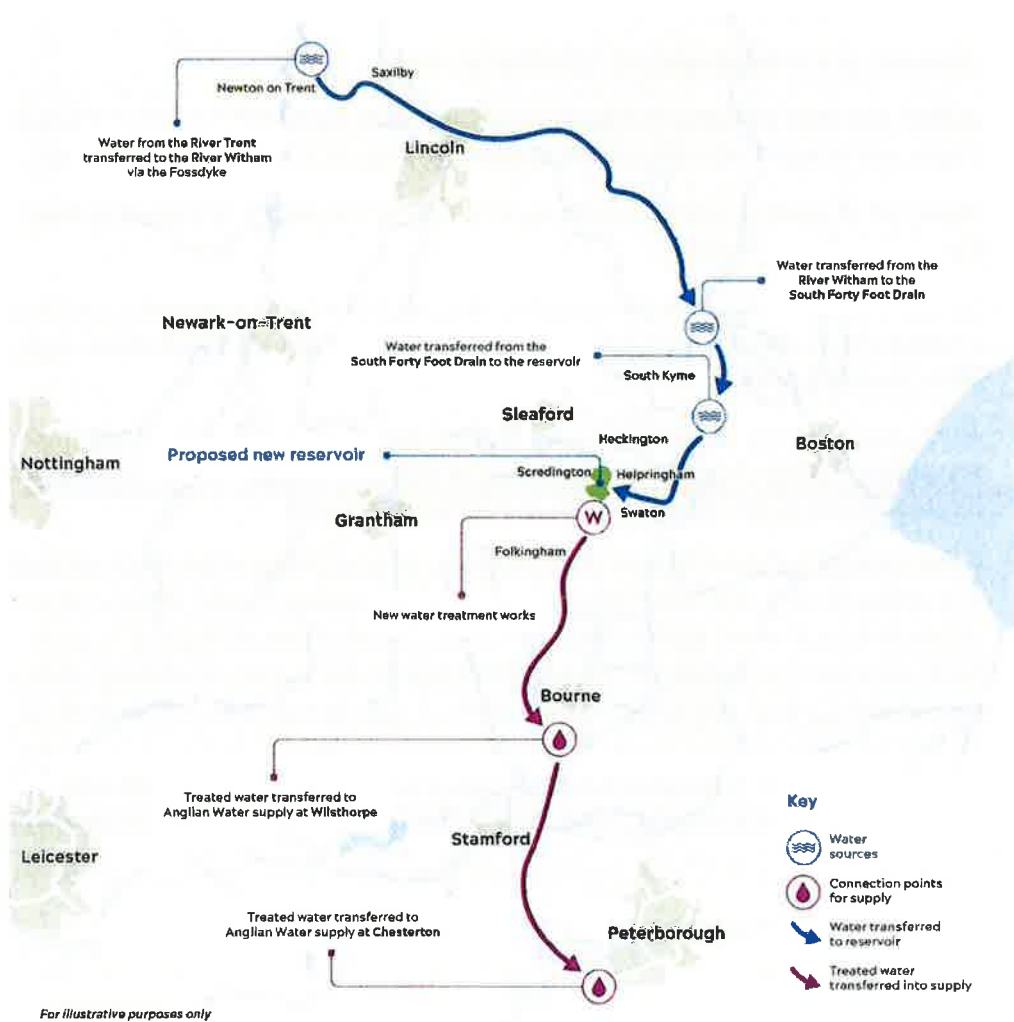 Saxilby
Newton on Trent
Water from the River Trent
transferred to the River Witham
via the Fossdyke
Lincoln
Water transferred from the
River Witham to the
South Forty Foot Drain
Newark-on-Trent
Water transferred from the
South Forty Foot Drain to the reservoir
South Kyme
Sleaford
Heckington
Boston
Nottingham
Proposed new reservoir
Scredington
Helpringham
Swaton
Grantham
W
Folkingham
New water treatment works
Bourne
Treated water transferred to
Anglian Water supply at Wilsthorpe
Stamford
Leicester
Treated water transferred to
Anglian Water supply at Chesterton
Peterborough
Key
Water
sources
Connection points
for supply
Water transferred
to reservoir
Treated water
transferred into supply
For illustrative purposes only